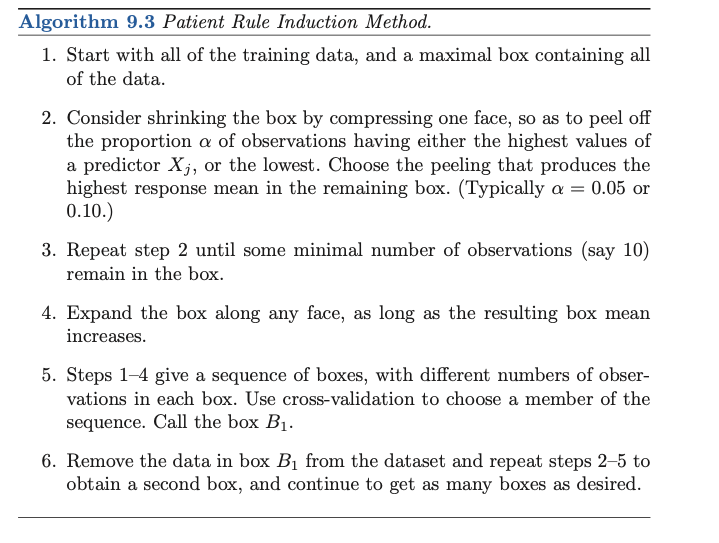 Algorithm 9.3 Patient Rule Induction Method.
1. Start with all of the training data, and a maximal box containing all
of the data.
2. Consider shrinking the box by compressing one face, so as to peel off
the proportion α of observations having either the highest values of
a predictor Xj, or the lowest. Choose the peeling that produces the
highest response mean in the remaining box. (Typically α = 0.05 or
0.10.)
3. Repeat step 2 until some minimal number of observations (say 10)
remain in the box.
4. Expand the box along any face, as long as the resulting box mean
increases.
5. Steps 1–4 give a sequence of boxes, with different numbers of obser-
vations in each box. Use cross-validation to choose a member of the
sequence. Call the box B1.
6. Remove the data in box B1 from the dataset and repeat steps 2–5 to
obtain a second box, and continue to get as many boxes as desired.